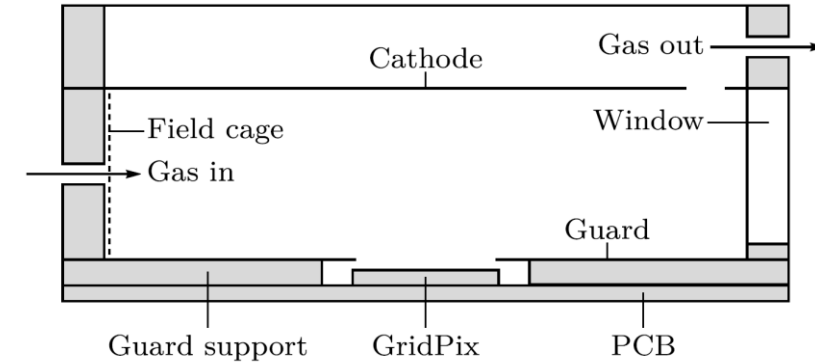 Gas out
Cathode
Window
Field cage
Gas in
Guard
Guard support
GridPix
PCB